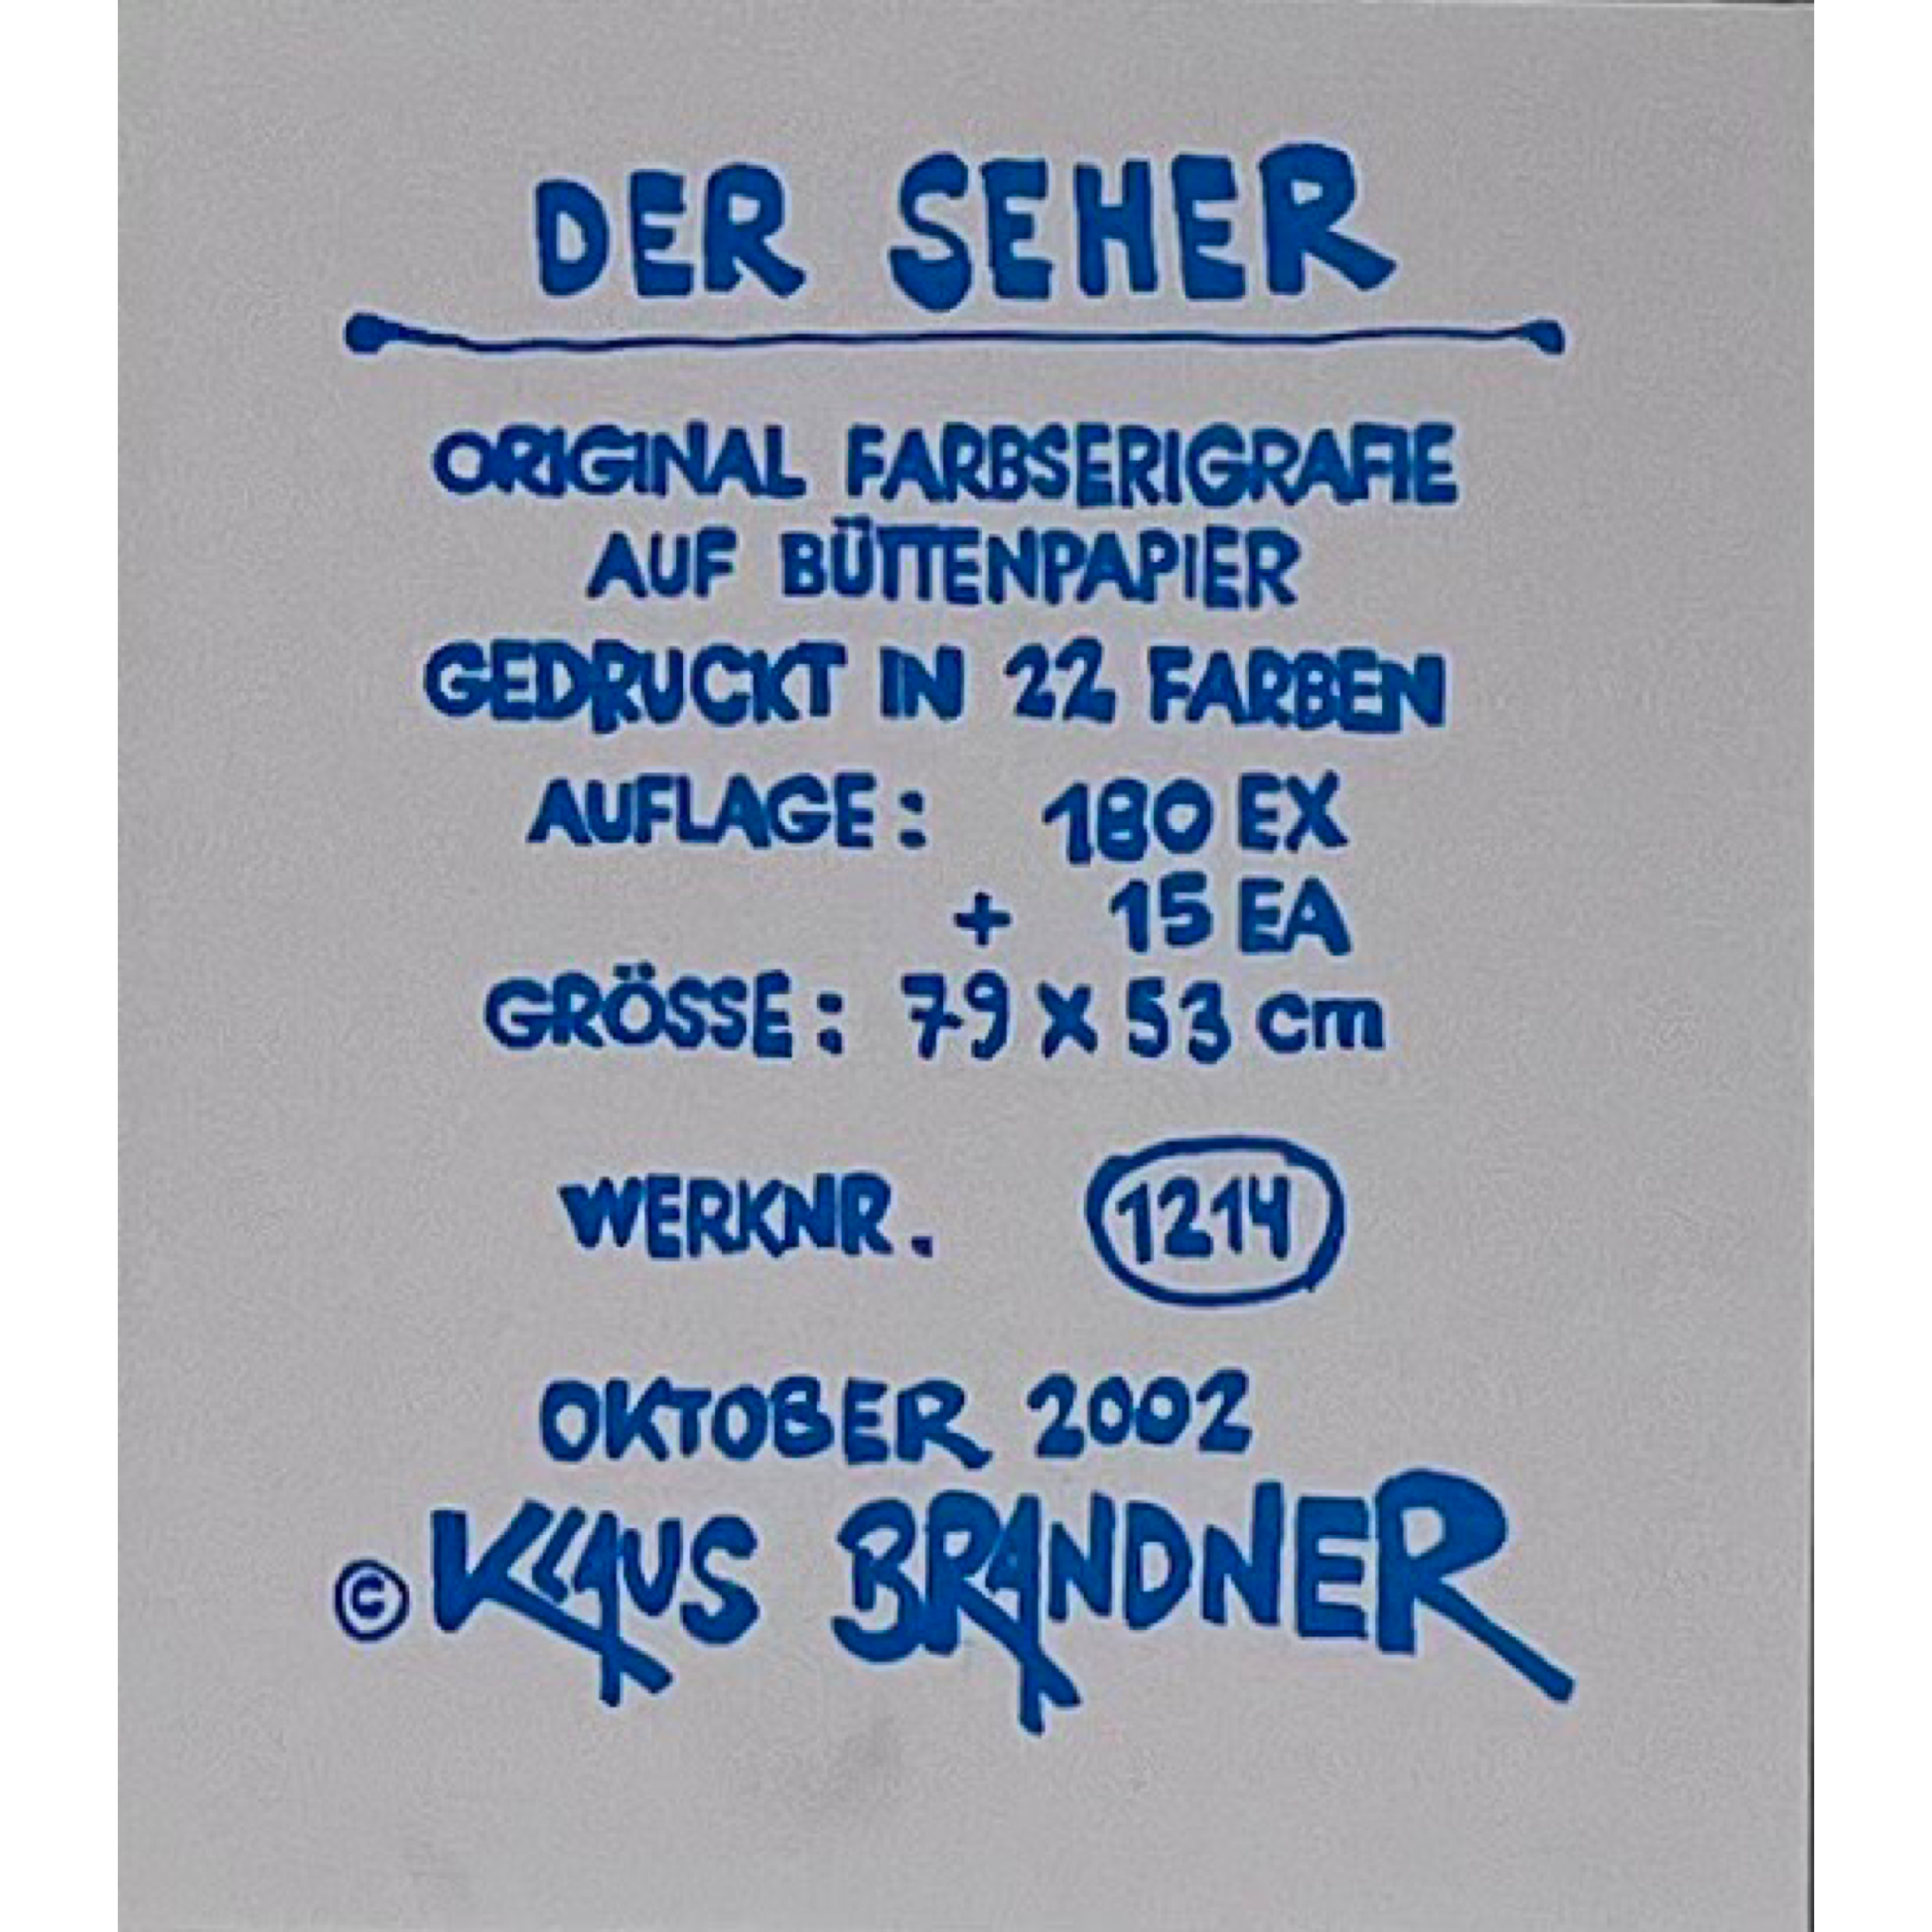 DER SEHER
ORIGINAL FARBSERIGRAFIE
AUF BÜTTENPAPIER
GEDRUCKT IN 22 FARBEN
AUFLAGE: 180 EX
+ 15 EA
GRÖSSE: 79 X 53 cm
WERKNR. 1214
OKTOBER 2002
© KLAUS BRANDNER